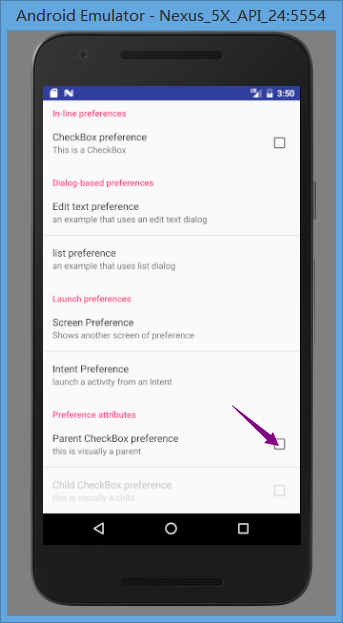 Android Emulator - Nexus_5X_API_24:5554
3:50
In-line preferences
CheckBox preference
This is a CheckBox
Dialog-based preferences
Edit text preference
an example that uses an edit text dialog
list preference
an example that uses list dialog
Launch preferences
Screen Preference
Shows another screen of preference
Intent Preference
launch a activity from an Intent
Preference attributes
Parent CheckBox preference
this is visually a parent
Child CheckBox preference
this is visually a child